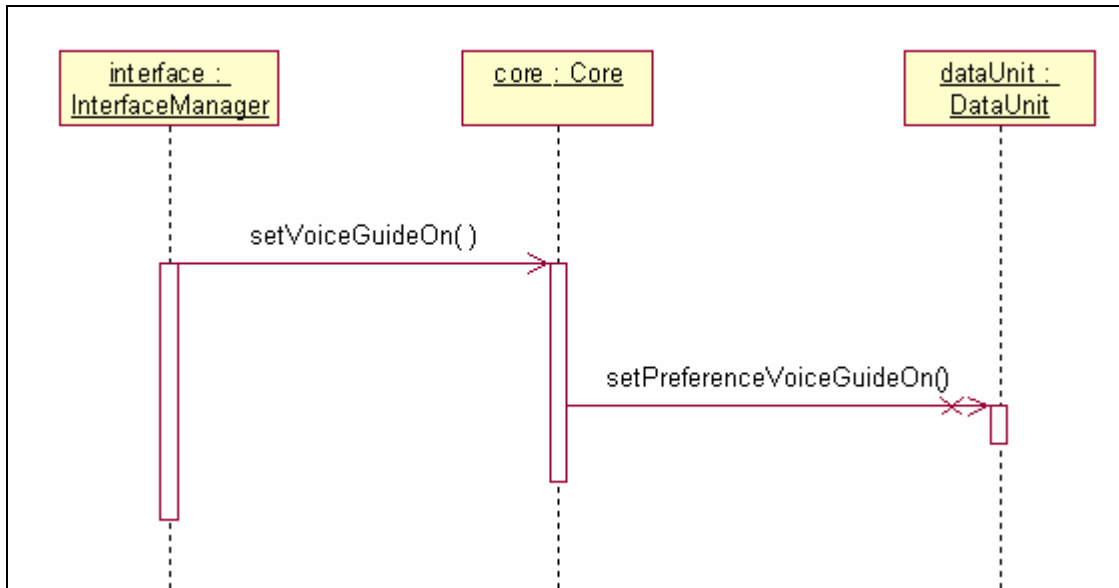 interface :
InterfaceManager
core : Core
dataUnit :
DataUnit
setVoiceGuideOn( )
setPreferenceVoiceGuideOn()